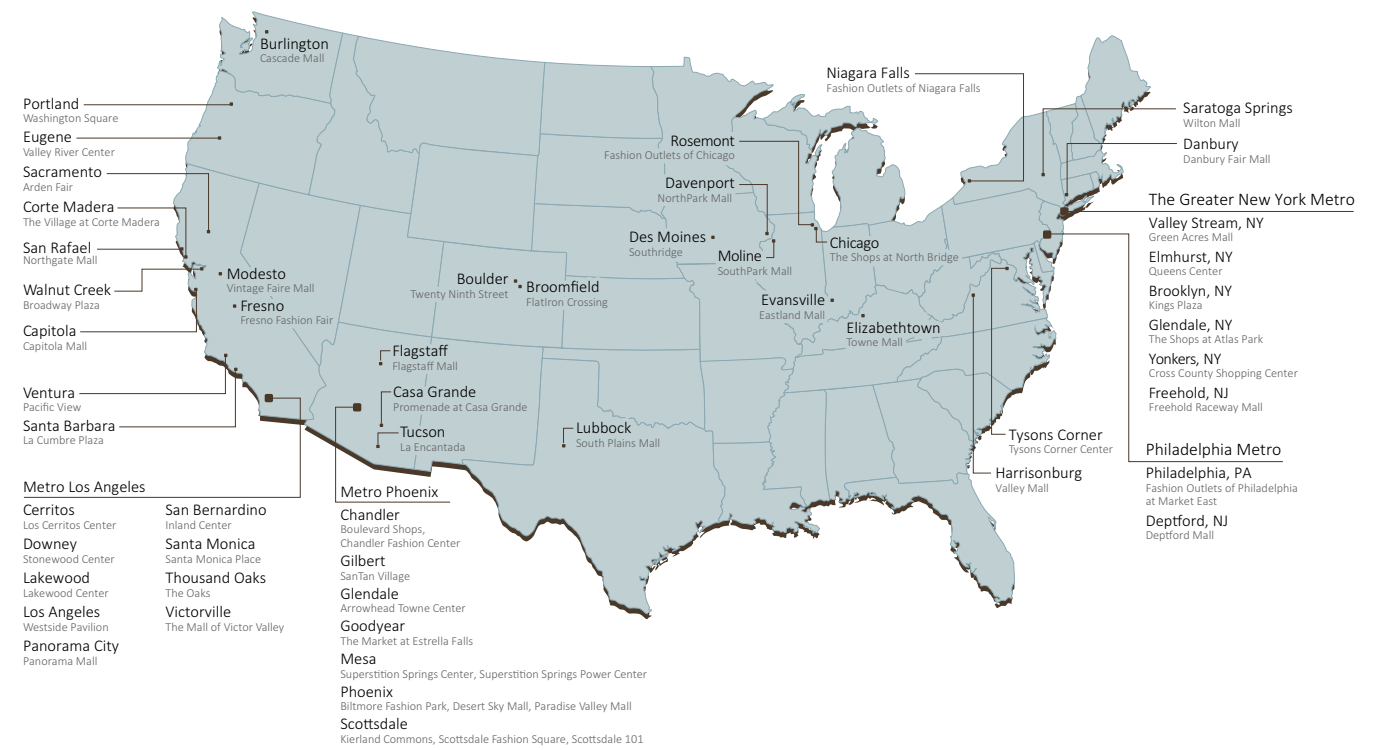 Burlington
Cascade Mall
Portland
Washington Square
Eugene
Valley River Center
Sacramento
Arden Fair
Corte Madera
The Village at Corte Madera
San Rafael
Northgate Mall
Walnut Creek
Broadway Plaza
Capitola
Capitola Mall
Ventura
Pacific View
Santa Barbara
La Cumbre Plaza
Modesto
Vintage Faire Mall
Fresno
Fresno Fashion Fair
Boulder
Twenty Ninth Street
Broomfield
FlatIron Crossing
Flagstaff
Flagstaff Mall
Casa Grande
Promenade at Casa Grande
Tucson
La Encantada
Lubbock
South Plains Mall
Niagara Falls
Fashion Outlets of Niagara Falls
Rosemont
Fashion Outlets of Chicago
Davenport
NorthPark Mall
Des Moines
Southridge
Moline
SouthPark Mall
Chicago
The Shops at North Bridge
Evansville
Eastland Mall
Elizabethtown
Towne Mall
Saratoga Springs
Wilton Mall
Danbury
Danbury Fair Mall
The Greater New York Metro
Valley Stream, NY
Green Acres Mall
Elmhurst, NY
Queens Center
Brooklyn, NY
Kings Plaza
Glendale, NY
The Shops at Atlas Park
Yonkers, NY
Cross County Shopping Center
Freehold, NJ
Freehold Raceway Mall
Tysons Corner
Tysons Corner Center
Harrisonburg
Valley Mall
Philadelphia Metro
Philadelphia, PA
Fashion Outlets of Philadelphia
at Market East
Deptford, NJ
Deptford Mall
Metro Los Angeles
Cerritos
Los Cerritos Center
Downey
Stonewood Center
Lakewood
Lakewood Center
Los Angeles
Westside Pavilion
Panorama City
Panorama Mall
San Bernardino
Inland Center
Santa Monica
Santa Monica Place
Thousand Oaks
The Oaks
Victorville
The Mall of Victor Valley
Metro Phoenix
Chandler
Boulevard Shops,
Chandler Fashion Center
Gilbert
SanTan Village
Glendale
Arrowhead Towne Center
Goodyear
The Market at Estrella Falls
Mesa
Superstition Springs Center, Superstition Springs Power Center
Phoenix
Biltmore Fashion Park, Desert Sky Mall, Paradise Valley Mall
Scottsdale
Kierland Commons, Scottsdale Fashion Square, Scottsdale 101